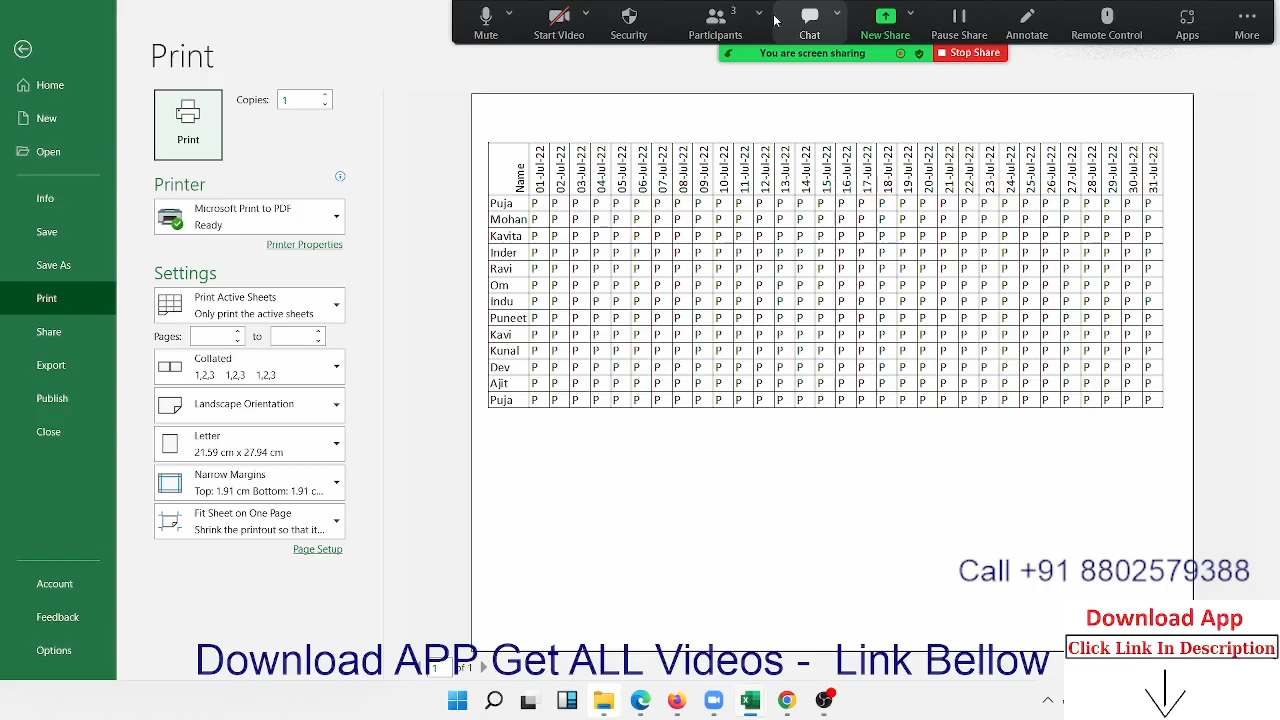 Mute
Start Video
Security
Participants 3
Chat
New Share
Pause Share
Annotate
Remote Control
Apps
More
You are screen sharing
Stop Share
Home
New
Open
Info
Save
Save As
Print
Share
Export
Publish
Close
Account
Feedback
Options
Print
Print
Copies: 1
Printer
Microsoft Print to PDF
Ready
Printer Properties
Settings
Print Active Sheets
Only print the active sheets
Pages: to
Collated
1,2,3 1,2,3 1,2,3
Landscape Orientation
Letter
21.59 cm x 27.94 cm
Narrow Margins
Top: 1.91 cm Bottom: 1.91 c...
Fit Sheet on One Page
Shrink the printout so that it...
Page Setup
Name 01-Jul-22 02-Jul-22 03-Jul-22 04-Jul-22 05-Jul-22 06-Jul-22 07-Jul-22 08-Jul-22 09-Jul-22 10-Jul-22 11-Jul-22 12-Jul-22 13-Jul-22 14-Jul-22 15-Jul-22 16-Jul-22 17-Jul-22 18-Jul-22 19-Jul-22 20-Jul-22 21-Jul-22 22-Jul-22 23-Jul-22 24-Jul-22 25-Jul-22 26-Jul-22 27-Jul-22 28-Jul-22 29-Jul-22 30-Jul-22 31-Jul-22
Puja P P P P P P P P P P P P P P P P P P P P P P P P P P P P P P P
Mohan P P P P P P P P P P P P P P P P P P P P P P P P P P P P P P P
Kavita P P P P P P P P P P P P P P P P P P P P P P P P P P P P P P P
Inder P P P P P P P P P P P P P P P P P P P P P P P P P P P P P P P
Ravi P P P P P P P P P P P P P P P P P P P P P P P P P P P P P P P
Om P P P P P P P P P P P P P P P P P P P P P P P P P P P P P P P
Indu P P P P P P P P P P P P P P P P P P P P P P P P P P P P P P P
Puneet P P P P P P P P P P P P P P P P P P P P P P P P P P P P P P P
Kavi P P P P P P P P P P P P P P P P P P P P P P P P P P P P P P P
Kunal P P P P P P P P P P P P P P P P P P P P P P P P P P P P P P P
Dev P P P P P P P P P P P P P P P P P P P P P P P P P P P P P P P
Ajit P P P P P P P P P P P P P P P P P P P P P P P P P P P P P P P
Puja P P P P P P P P P P P P P P P P P P P P P P P P P P P P P P P
Call +91 8802579388
Download App
Click Link In Description
Download APP Get ALL Videos - Link Bellow
1 of 1